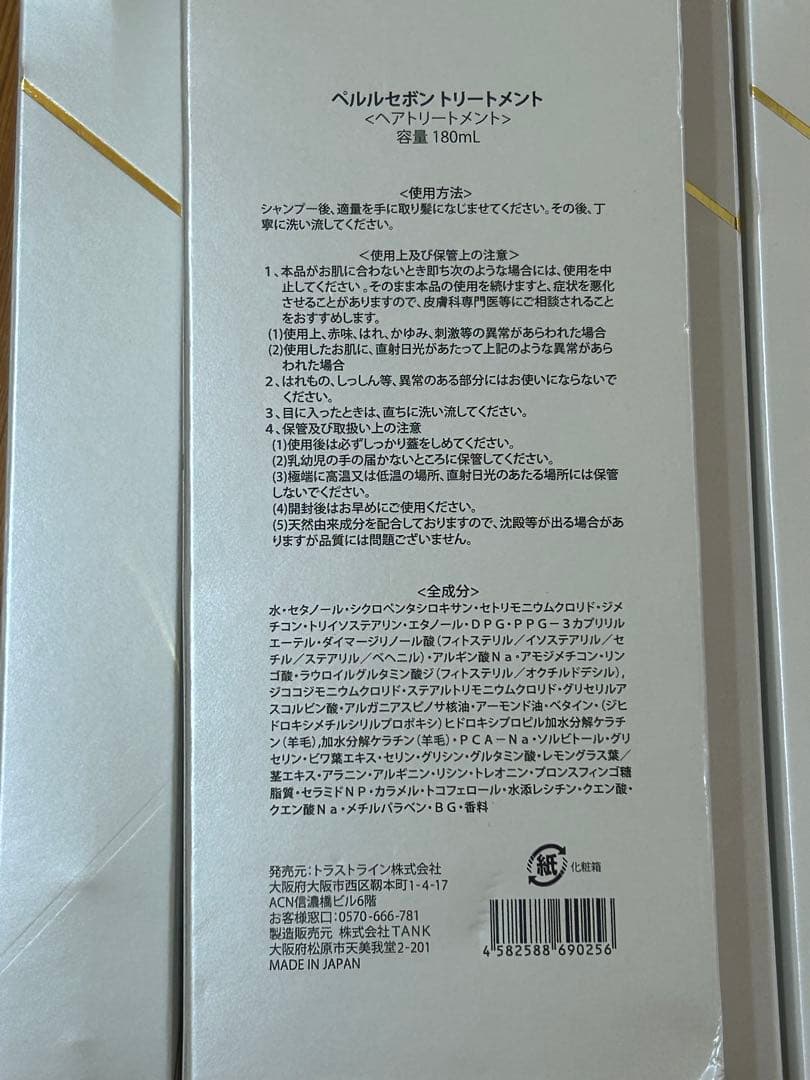 ペルルセボントリートメント
<ヘアトリートメント>
容量 180mL
<使用方法>
シャンプー後、適量を手に取り髪になじませてください。その後、丁
寧に洗い流してください。
<使用上及び保管上の注意>
1、本品がお肌に合わないとき即ち次のような場合には、使用を中
止してください。そのまま本品の使用を続けますと、症状を悪化
させることがありますので、皮膚科専門医等にご相談されること
をおすすめします。
(1)使用上、赤味、はれ、かゆみ、刺激等の異常があらわれた場合
(2)使用したお肌に、直射日光があたって上記のような異常があら
われた場合
2、はれもの、しっしん等、異常のある部分にはお使いにならないで
ください。
3、目に入ったときは、直ちに洗い流してください。
4、保管及び取扱い上の注意
(1)使用後は必ずしっかり蓋をしめてください。
(2)乳幼児の手の届かないところに保管してください。
(3)極端に高温又は低温の場所、直射日光のあたる場所には保管
しないでください。
(4)開封後はお早めにご使用ください。
(5)天然由来成分を配合しておりますので、沈殿等が出る場合があ
りますが品質には問題ございません。
<全成分>
水・セタノール・シクロペンタシロキサン・セトリモニウムクロリド・ジメ
チコン・トリイソステアリン・エタノール・DPG・PPG-3カプリリル
エーテル・ダイマージリノール酸(フィトステリル/イソステアリル/セ
チル/ステアリル/ベヘニル)・アルギン酸Na・アモジメチコン・リン
ゴ酸・ラウロイルグルタミン酸ジ(フィトステリル/オクチルドデシル),
ジココジモニウムクロリド・ステアルトリモニウムクロリド・グリセリルア
スコルビン酸・アルガニアスピノサ核油・アーモンド油・ベタイン・(ジヒ
ドロキシメチルシリルプロポキシ)ヒドロキシプロピル加水分解ケラチ
ン(羊毛),加水分解ケラチン(羊毛)・PCA-Na・ソルビトール・グリ
セリン・ビワ葉エキス・セリン・グリシン・グルタミン酸・レモングラス葉/
茎エキス・アラニン・アルギニン・リシン・トレオニン・プロンスフィンゴ糖
脂質・セラミドNP・カラメル・トコフェロール・水添レシチン・クエン酸・
クエン酸Na・メチルパラベン・BG・香料
紙 化粧箱
発売元:トラストライン株式会社
大阪府大阪市西区靭本町1-4-17
ACN信濃橋ビル6階
お客様窓口:0570-666-781
製造販売元 株式会社TANK
大阪府松原市天美我堂2-201
MADE IN JAPAN
4 582588 690256